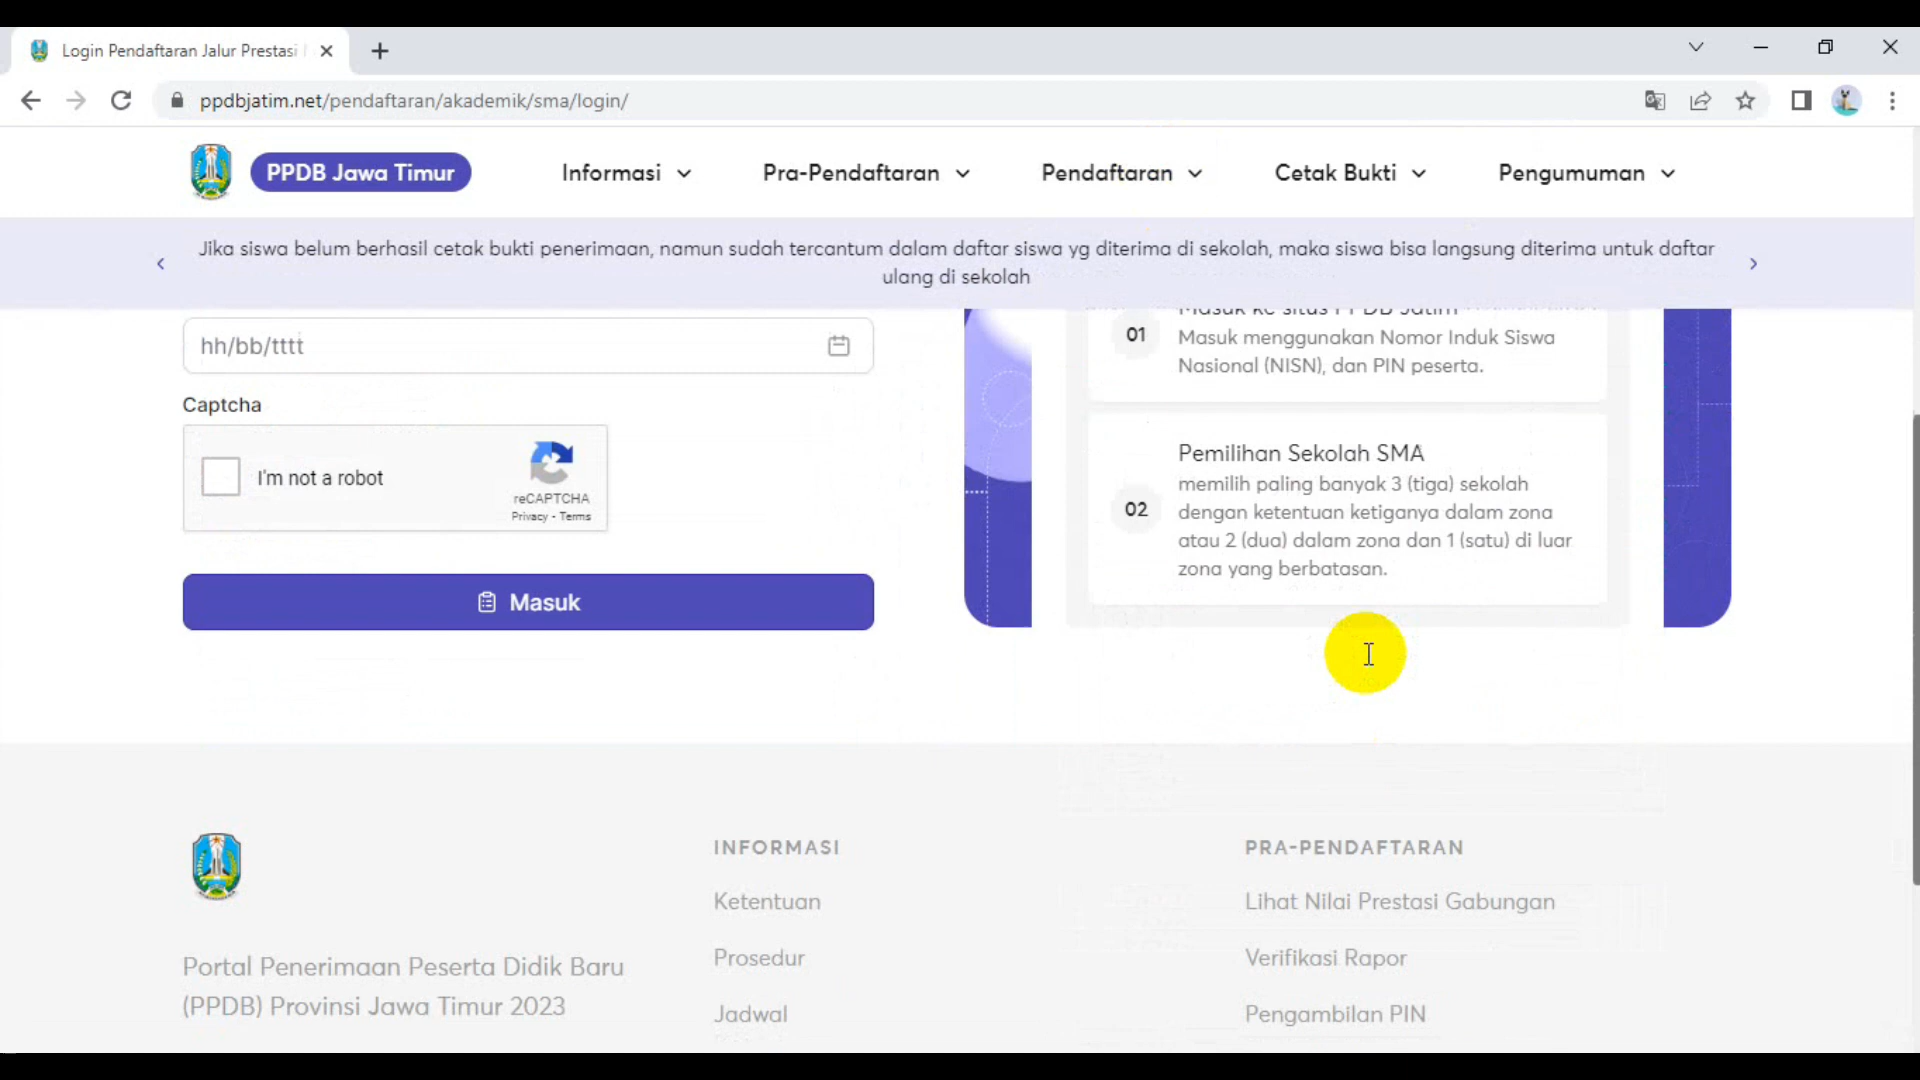 Login Pendaftaran Jalur Prestasi
ppdbjatim.net/pendaftaran/akademik/sma/login/
PPDB Jawa Timur
Informasi
Pra-Pendaftaran
Pendaftaran
Cetak Bukti
Pengumuman
Jika siswa belum berhasil cetak bukti penerimaan, namun sudah tercantum dalam daftar siswa yg diterima di sekolah, maka siswa bisa langsung diterima untuk daftar
ulang di sekolah
hh/bb/tttt
Captcha
I'm not a robot
reCAPTCHA
Privacy - Terms
Masuk
Masuk ke situs PPDB Jatim
01
Masuk menggunakan Nomor Induk Siswa
Nasional (NISN), dan PIN peserta.
Pemilihan Sekolah SMA
02
memilih paling banyak 3 (tiga) sekolah
dengan ketentuan ketiganya dalam zona
atau 2 (dua) dalam zona dan 1 (satu) di luar
zona yang berbatasan.
Portal Penerimaan Peserta Didik Baru
(PPDB) Provinsi Jawa Timur 2023
INFORMASI
Ketentuan
Prosedur
Jadwal
PRA-PENDAFTARAN
Lihat Nilai Prestasi Gabungan
Verifikasi Rapor
Pengambilan PIN